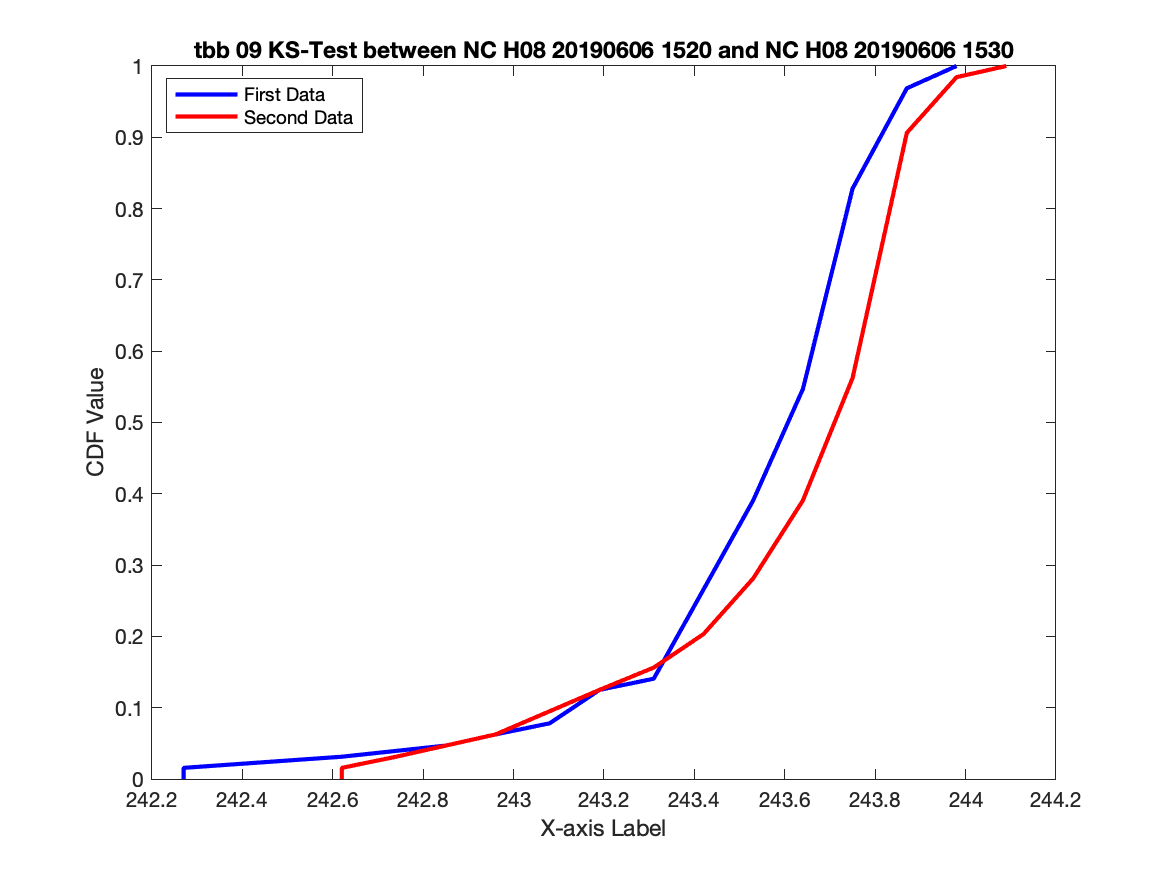 tbb 09 KS-Test between NC H08 20190606 1520 and NC H08 20190606 1530
First Data
Second Data
1
0.9
0.8
0.7
0.6
0.5
0.4
0.3
0.2
0.1
0
CDF Value
242.2 242.4 242.6 242.8 243 243.2 243.4 243.6 243.8 244 244.2
X-axis Label